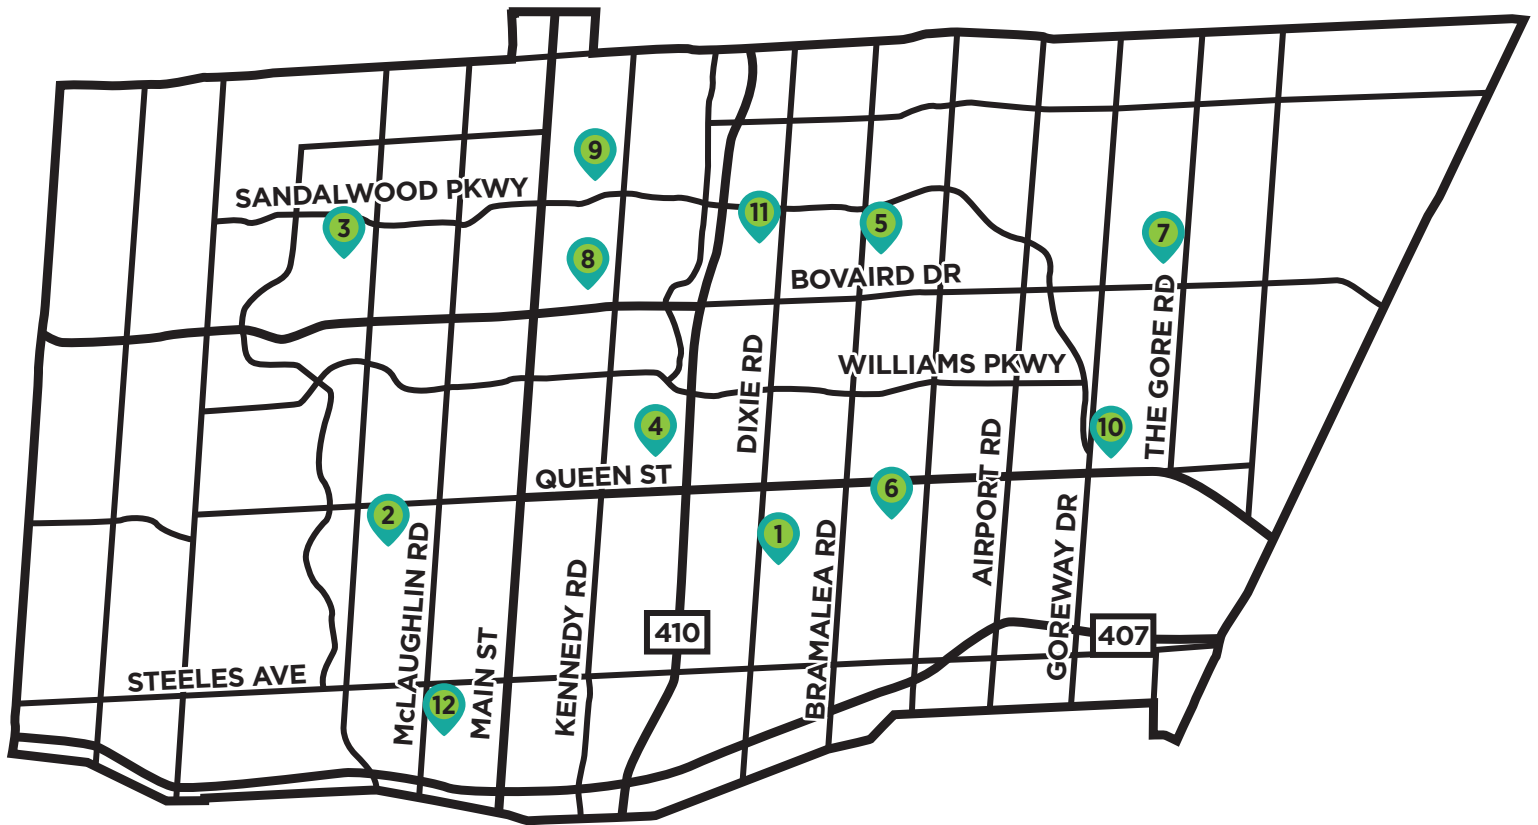 9
SANDALWOOD PKWY
11
5
3
7
8
BOVAIRD DR
THE GORE RD
DIXIE RD
WILLIAMS PKWY
4
10
AIRPORT RD
QUEEN ST
6
2
1
McLAUGHLIN RD
BRAMALEA RD
GOREWAY DR
KENNEDY RD
410
407
MAIN ST
STEELES AVE
12